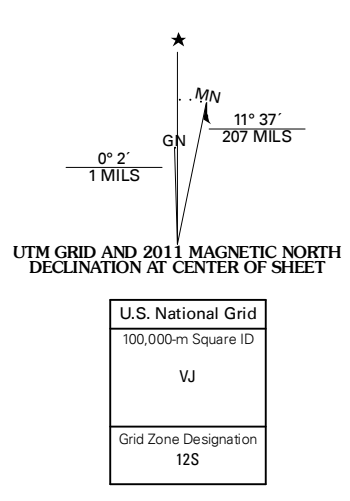 ★
MN
11° 37´
207 MILS
GN
0° 2´
1 MILS
UTM GRID AND 2011 MAGNETIC NORTH
DECLINATION AT CENTER OF SHEET
U.S. National Grid
100,000-m Square ID
VJ
Grid Zone Designation
12S